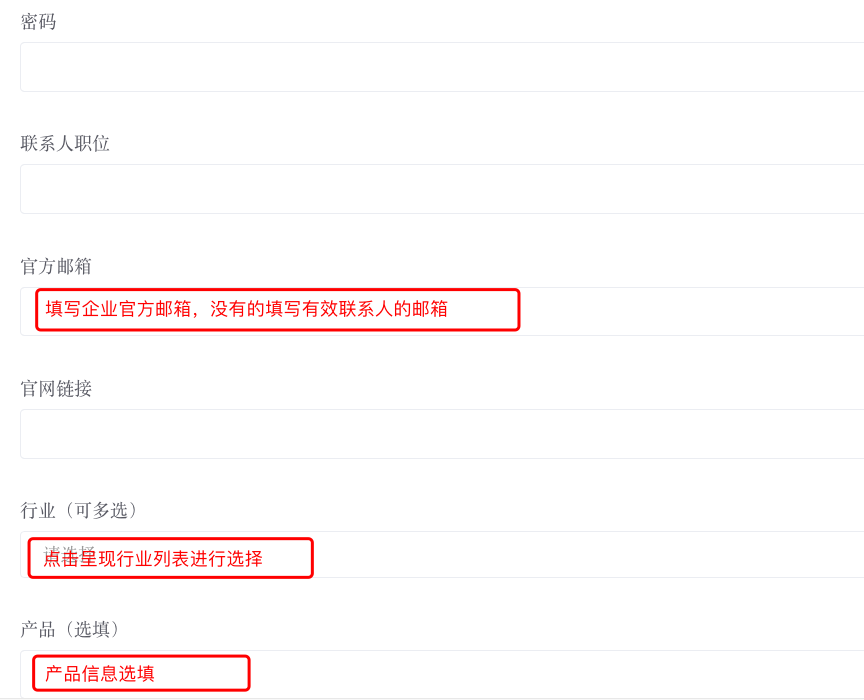 密码
联系人职位
官方邮箱
填写企业官方邮箱，没有的填写有效联系人的邮箱
官网链接
行业（可多选）
请选择
点击呈现行业列表进行选择
产品（选填）
产品信息选填